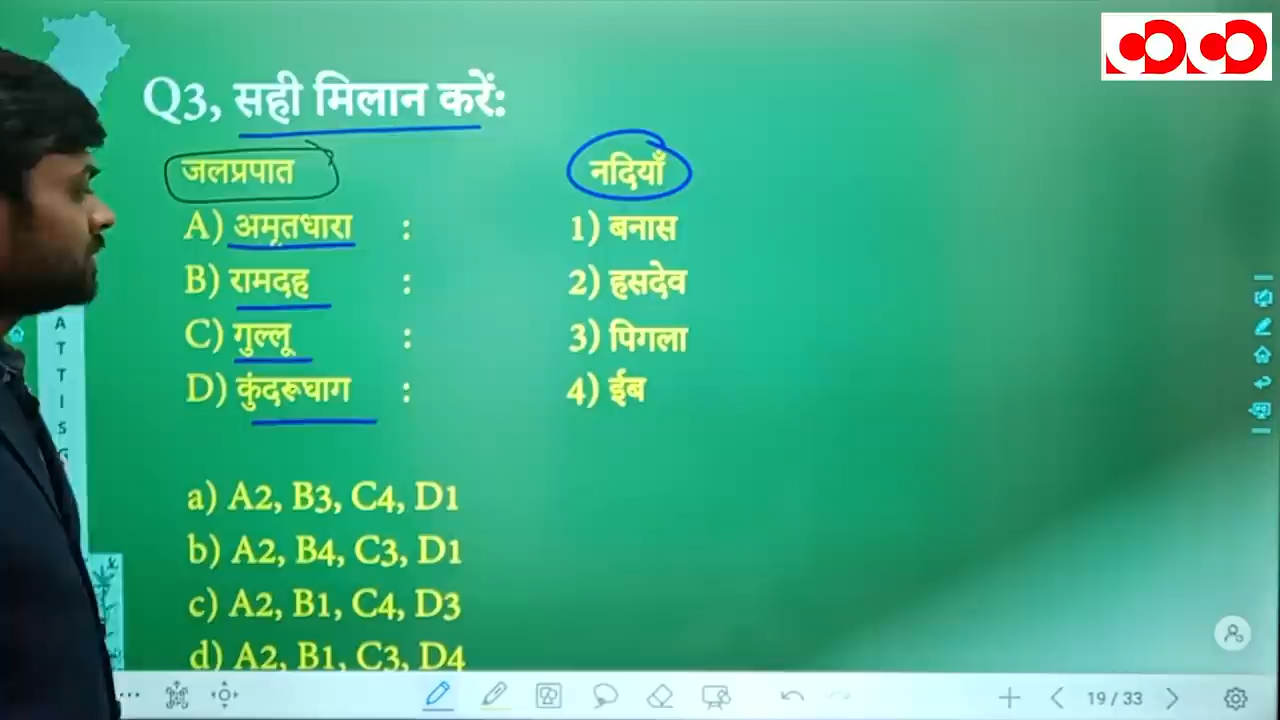 Q3, सही मिलान करें:
जलप्रपात नदियाँ
A) अमृतधारा : 1) बनास
B) रामदह : 2) हसदेव
C) गुल्लू : 3) पिगला
D) कुंदरूघाग : 4) ईब
a) A2, B3, C4, D1
b) A2, B4, C3, D1
c) A2, B1, C4, D3
d) A2, B1, C3, D4
A
T
T
I
S
G
19 / 33